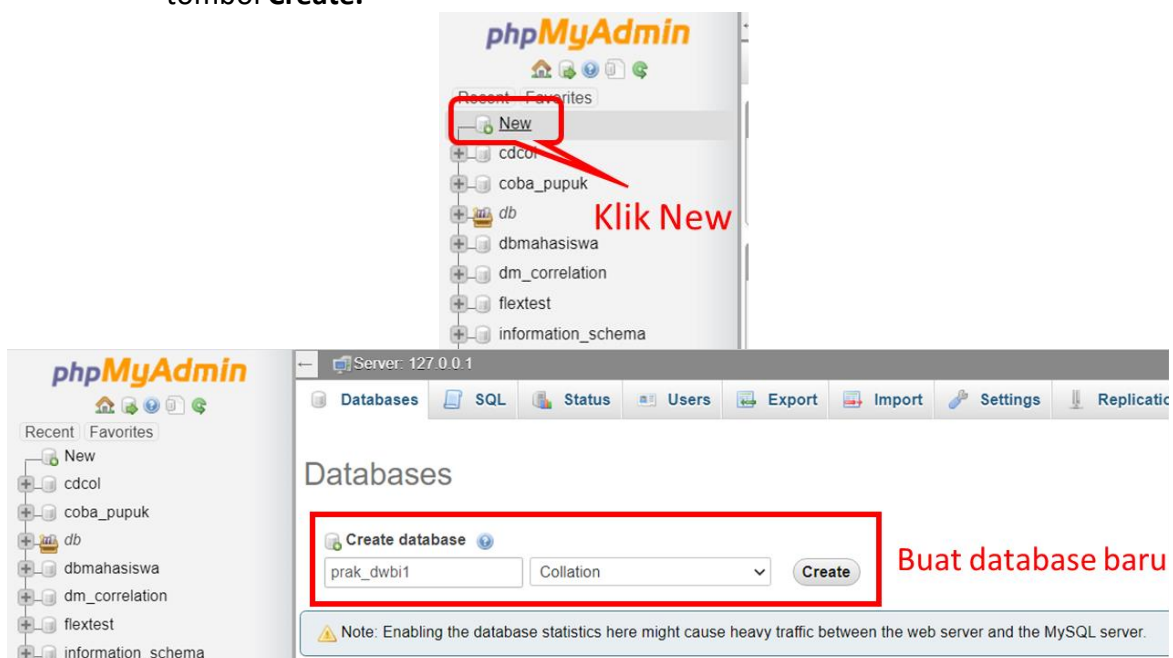 tombol Create.
phpMyAdmin
Recent Favorites
New
cdcol
coba_pupuk
db
Klik New
dbmahasiswa
dm_correlation
flextest
information_schema
phpMyAdmin
Recent Favorites
New
cdcol
coba_pupuk
db
dbmahasiswa
dm_correlation
flextest
information_schema
Server: 127.0.0.1
Databases SQL Status Users Export Import Settings Replicatio
Databases
Create database
prak_dwbi1 Collation Create
Buat database baru
Note: Enabling the database statistics here might cause heavy traffic between the web server and the MySQL server.